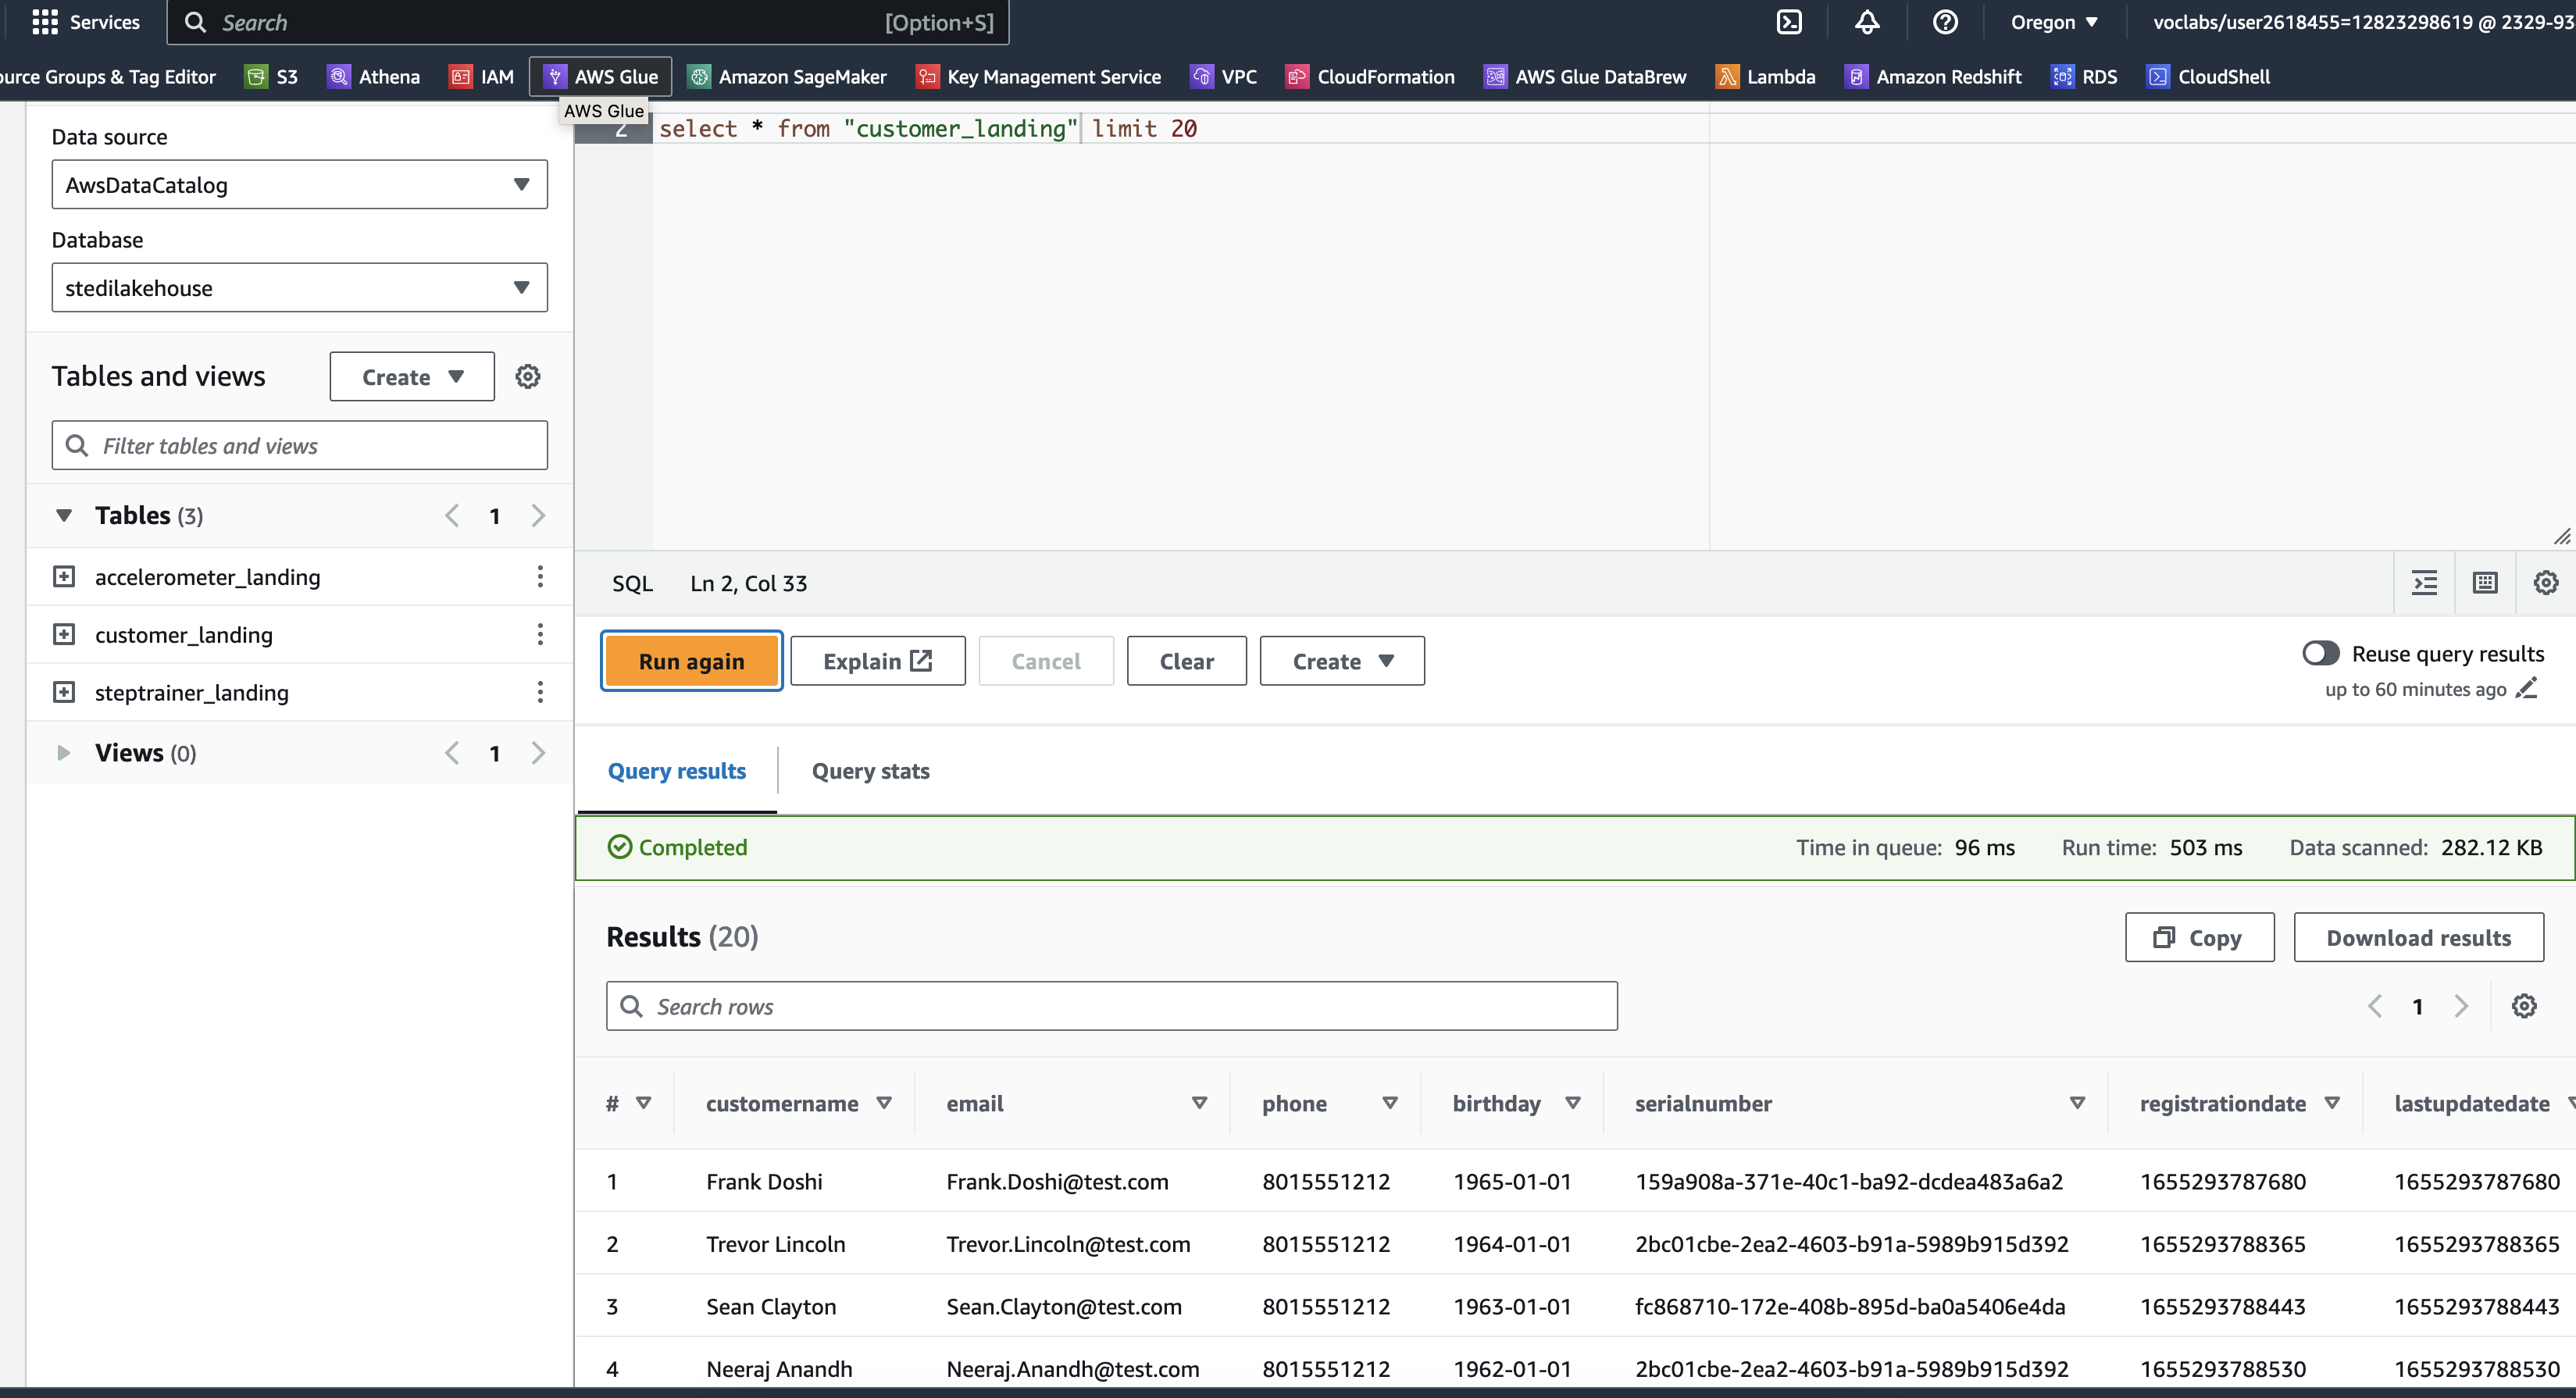 Services Search [Option+S] Oregon voclabs/user2618455=12823298619 @ 2329-93
ource Groups & Tag Editor S3 Athena IAM AWS Glue Amazon SageMaker Key Management Service VPC CloudFormation AWS Glue DataBrew Lambda Amazon Redshift RDS CloudShell
AWS Glue
Data source
AwsDataCatalog
Database
stedilakehouse
Tables and views Create
Filter tables and views
Tables (3) 1
accelerometer_landing
customer_landing
steptrainer_landing
Views (0) 1
2 select * from "customer_landing" limit 20
SQL Ln 2, Col 33
Run again Explain Cancel Clear Create
Reuse query results
up to 60 minutes ago
Query results Query stats
Completed Time in queue: 96 ms Run time: 503 ms Data scanned: 282.12 KB
Results (20) Copy Download results
Search rows 1
# customername email phone birthday serialnumber registrationdate lastupdatedate
1 Frank Doshi Frank.Doshi@test.com 8015551212 1965-01-01 159a908a-371e-40c1-ba92-dcdea483a6a2 1655293787680 1655293787680
2 Trevor Lincoln Trevor.Lincoln@test.com 8015551212 1964-01-01 2bc01cbe-2ea2-4603-b91a-5989b915d392 1655293788365 1655293788365
3 Sean Clayton Sean.Clayton@test.com 8015551212 1963-01-01 fc868710-172e-408b-895d-ba0a5406e4da 1655293788443 1655293788443
4 Neeraj Anandh Neeraj.Anandh@test.com 8015551212 1962-01-01 2bc01cbe-2ea2-4603-b91a-5989b915d392 1655293788530 1655293788530